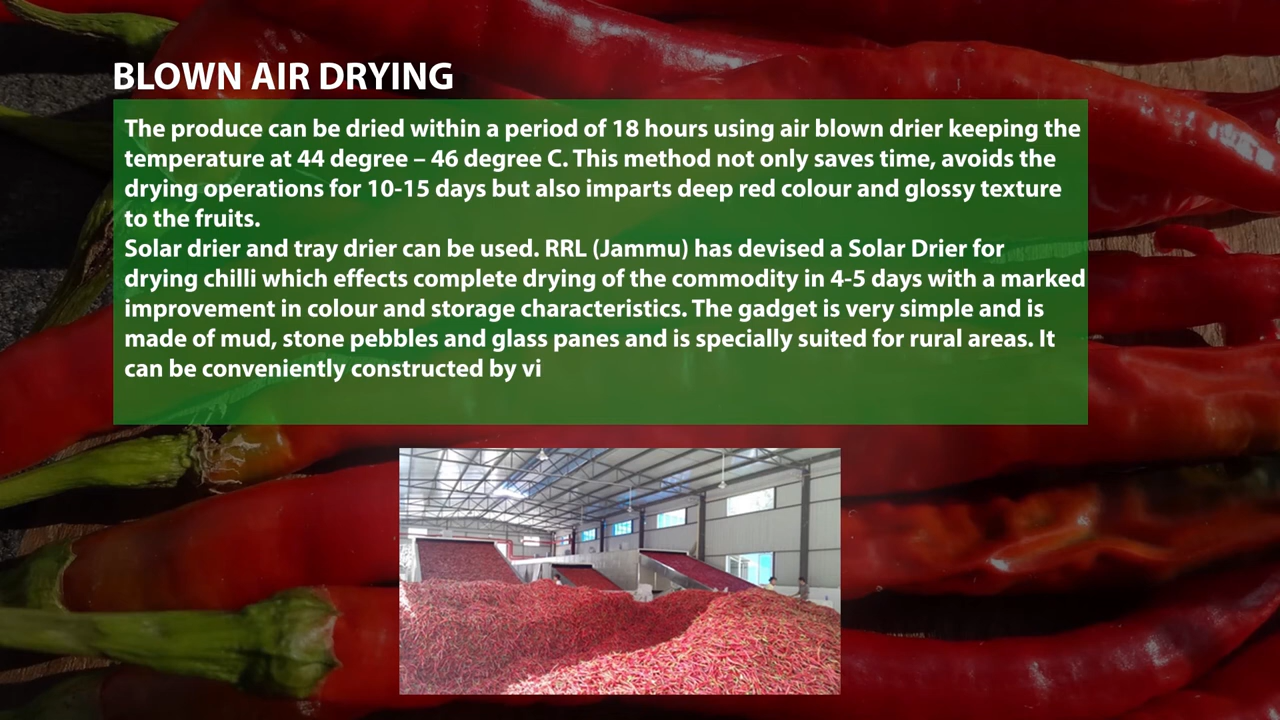 BLOWN AIR DRYING
The produce can be dried within a period of 18 hours using air blown drier keeping the
temperature at 44 degree – 46 degree C. This method not only saves time, avoids the
drying operations for 10-15 days but also imparts deep red colour and glossy texture
to the fruits.
Solar drier and tray drier can be used. RRL (Jammu) has devised a Solar Drier for
drying chilli which effects complete drying of the commodity in 4-5 days with a marked
improvement in colour and storage characteristics. The gadget is very simple and is
made of mud, stone pebbles and glass panes and is specially suited for rural areas. It
can be conveniently constructed by vi